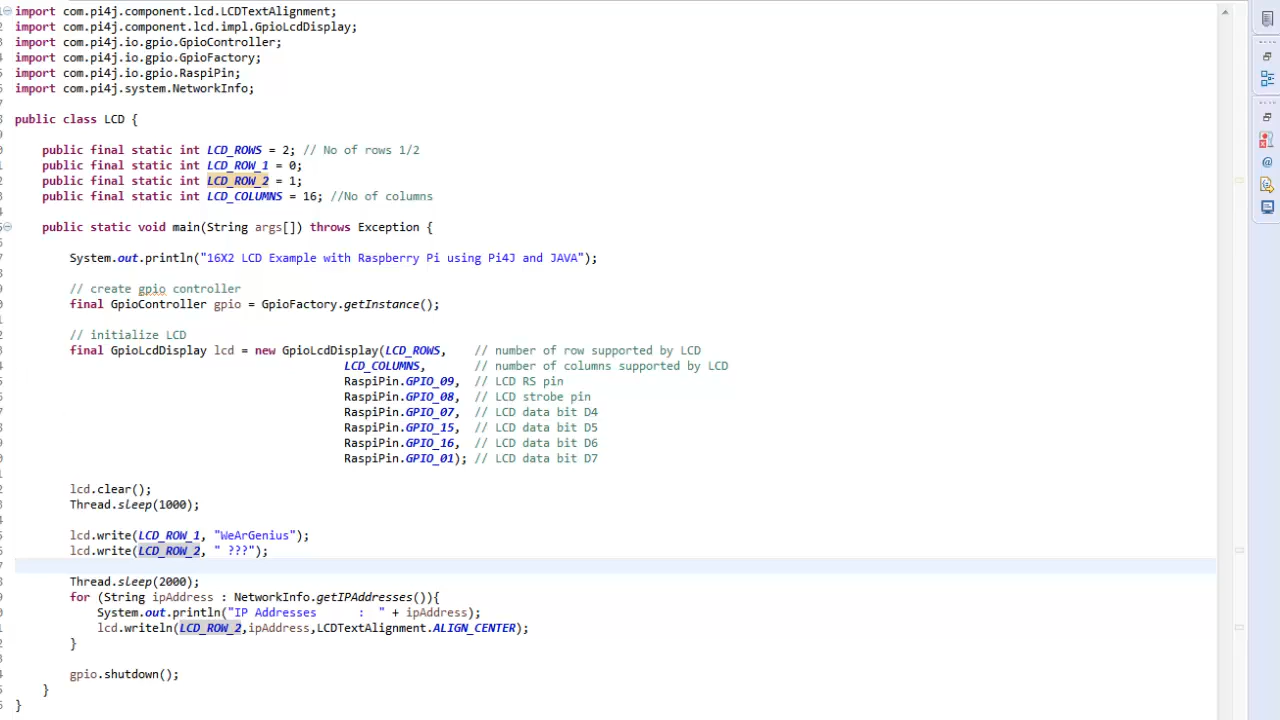 import com.pi4j.component.lcd.LCDTextAlignment;
import com.pi4j.component.lcd.impl.GpioLcdDisplay;
import com.pi4j.io.gpio.GpioController;
import com.pi4j.io.gpio.GpioFactory;
import com.pi4j.io.gpio.RaspiPin;
import com.pi4j.system.NetworkInfo;
public class LCD {
public final static int LCD_ROWS = 2; // No of rows 1/2
public final static int LCD_ROW_1 = 0;
public final static int LCD_ROW_2 = 1;
public final static int LCD_COLUMNS = 16; //No of columns
public static void main(String args[]) throws Exception {
System.out.println("16X2 LCD Example with Raspberry Pi using Pi4J and JAVA");
// create gpio controller
final GpioController gpio = GpioFactory.getInstance();
// initialize LCD
final GpioLcdDisplay lcd = new GpioLcdDisplay(LCD_ROWS, // number of row supported by LCD
LCD_COLUMNS, // number of columns supported by LCD
RaspiPin.GPIO_09, // LCD RS pin
RaspiPin.GPIO_08, // LCD strobe pin
RaspiPin.GPIO_07, // LCD data bit D4
RaspiPin.GPIO_15, // LCD data bit D5
RaspiPin.GPIO_16, // LCD data bit D6
RaspiPin.GPIO_01); // LCD data bit D7
lcd.clear();
Thread.sleep(1000);
lcd.write(LCD_ROW_1, "WeArGenius");
lcd.write(LCD_ROW_2, " ???");
Thread.sleep(2000);
for (String ipAddress : NetworkInfo.getIPAddresses()){
System.out.println("IP Addresses : " + ipAddress);
lcd.writeln(LCD_ROW_2,ipAddress,LCDTextAlignment.ALIGN_CENTER);
}
gpio.shutdown();
}
}